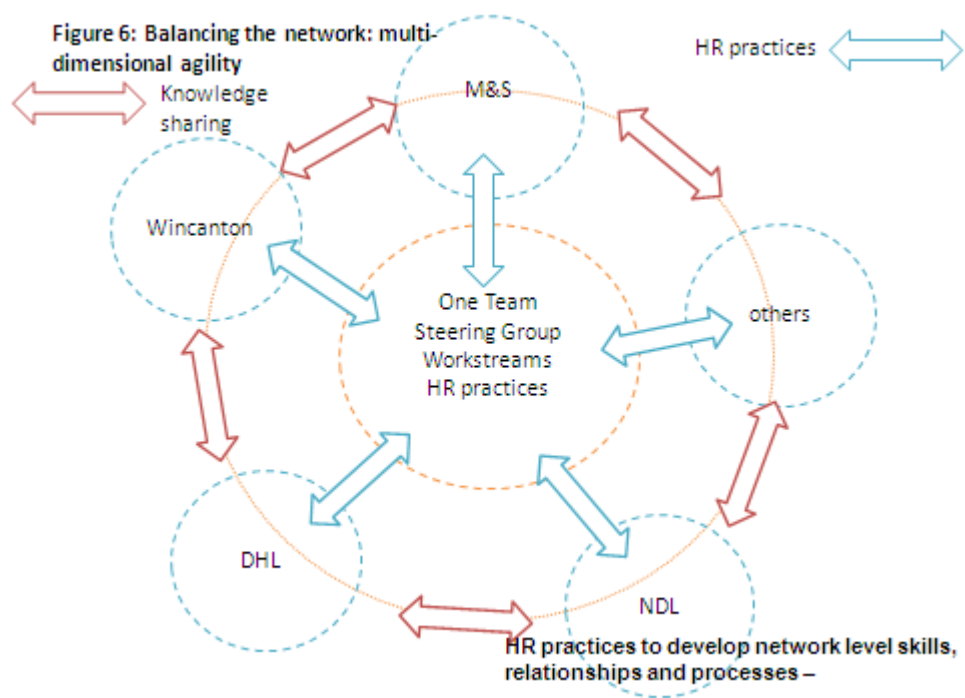 Figure 6: Balancing the network: multi-
dimensional agility
HR practices
Knowledge
sharing
M&S
Wincanton
others
One Team
Steering Group
Workstreams
HR practices
DHL
NDL
HR practices to develop network level skills,
relationships and processes –